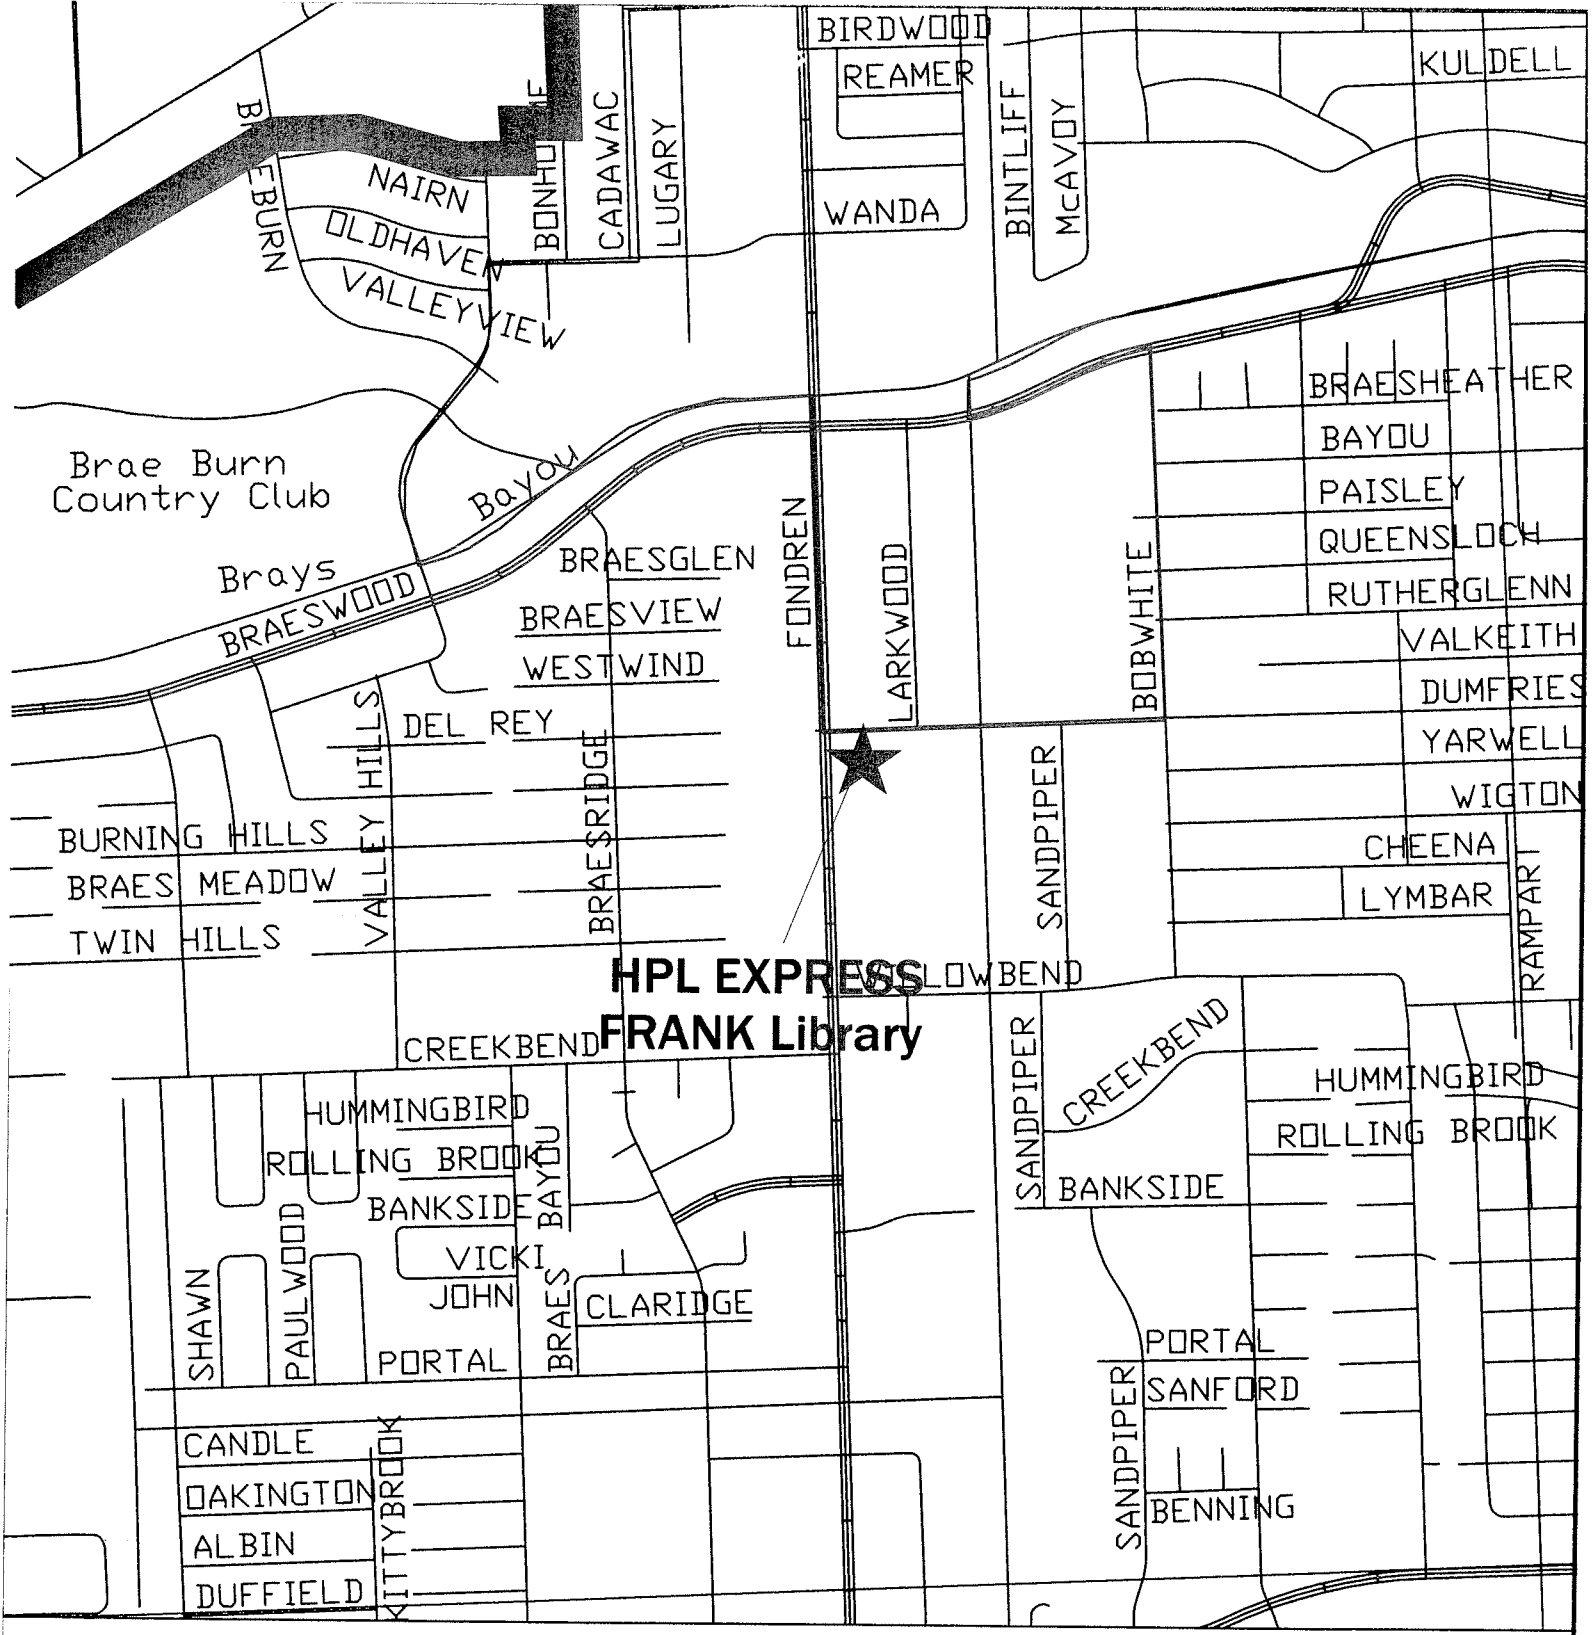 BIRDWOOD
REAMER
KULDELL
BINTLIFF
McAVOY
CADAWAC
LUGARY
NAIRN
OLDHAVEN
VALLEYVIEW
WANDA
BRAESHEATHER
BAYOU
PAISLEY
QUEENSLOCH
RUTHERGLENN
VALKEITH
DUMFRIES
YARWELL
WIGTON
CHEENA
LYMBAR
RAMPART
Brae Burn
Country Club
Brays
Bayou
BRAESWOOD
FONDREN
LARKWOOD
BOBWHITE
BRAESGLEN
BRAESVIEW
WESTWIND
DEL REY
VALLEY HILLS
BRAESRIDGE
SANDPIPER
BURNING HILLS
BRAES MEADOW
TWIN HILLS
HPL EXPRESS
FRANK Library
CREEKBEND
SANDPIPER
CREEKBEND
HUMMINGBIRD
ROLLING BROOK
BANKSIDE
HUMMINGBIRD
ROLLING BROOK
BANKSIDE
VICKI
JOHN
BRAES BAYOU
CLARIDGE
SHAWN
PAULWOOD
PORTAL
PORTAL
SANFORD
SANDPIPER
BENNING
CANDLE
OAKINGTON
ALBIN
DUFFIELD
KITTYBROOK